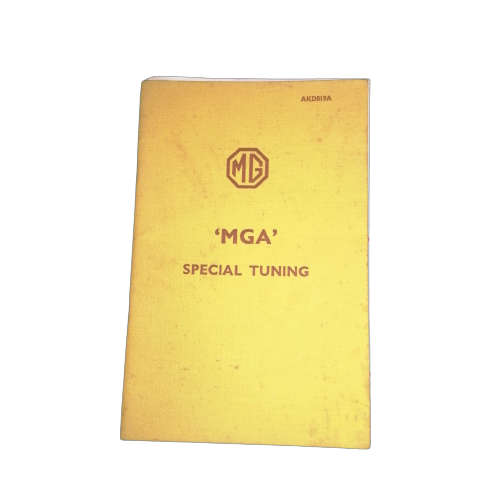 AKD819A
MG
‘MGA’
SPECIAL TUNING